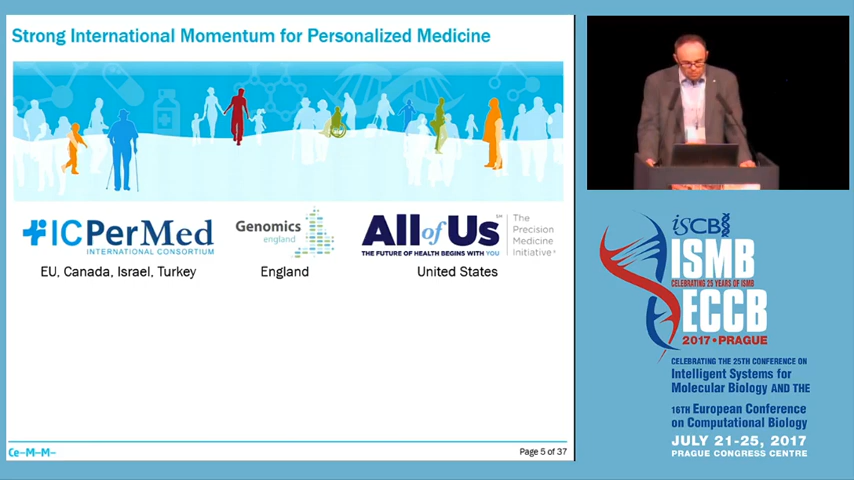 Strong International Momentum for Personalized Medicine
ICPerMed
INTERNATIONAL CONSORTIUM
EU, Canada, Israel, Turkey
Genomics
england
England
All of Us SM
THE FUTURE OF HEALTH BEGINS WITH YOU
The
Precision
Medicine
Initiative®
United States
Ce-M-M-
Page 5 of 37
iSCB
ISMB
CELEBRATING 25 YEARS OF ISMB
ECCB
2017 • PRAGUE
CELEBRATING THE 25TH CONFERENCE ON
Intelligent Systems for
Molecular Biology AND THE
16TH European Conference
on Computational Biology
JULY 21-25, 2017
PRAGUE CONGRESS CENTRE